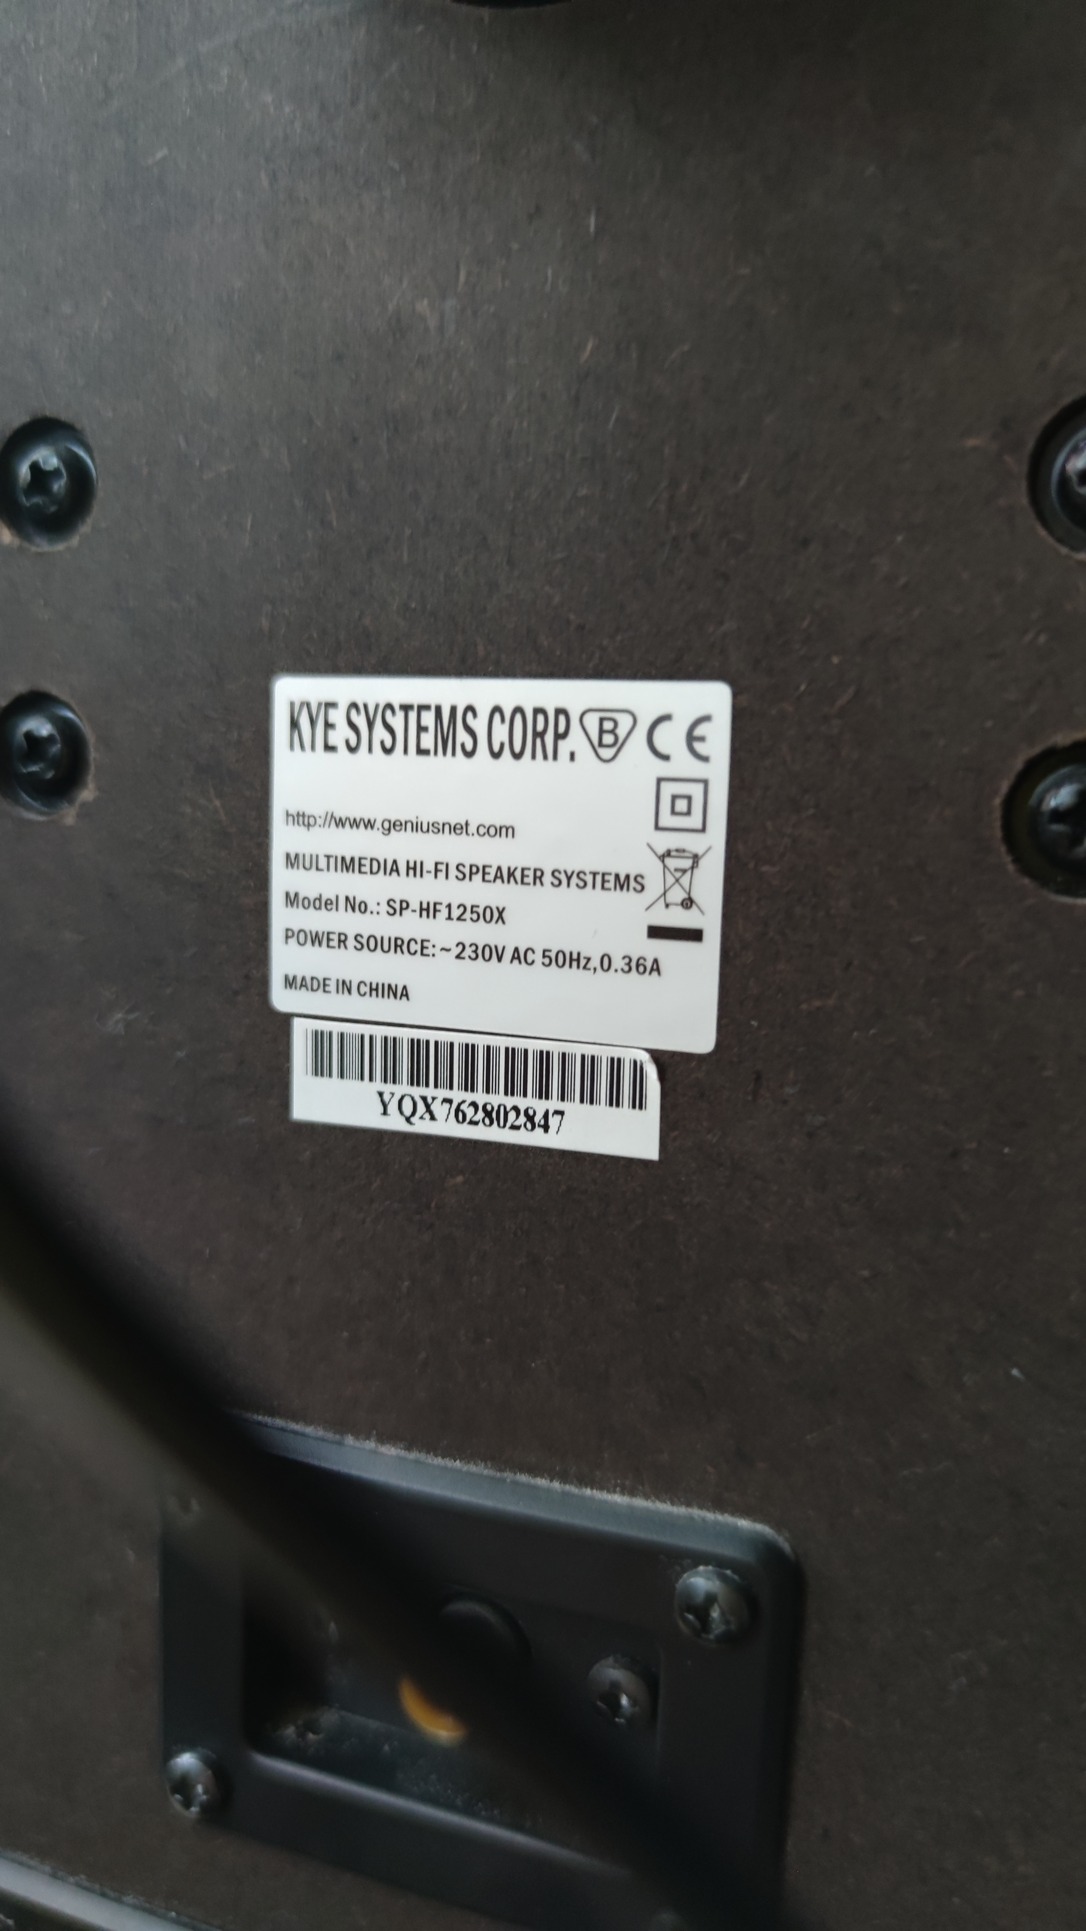 KYE SYSTEMS CORP. B CE
http://www.geniusnet.com
MULTIMEDIA HI-FI SPEAKER SYSTEMS
Model No.: SP-HF1250X
POWER SOURCE:~230V AC 50Hz,0.36A
MADE IN CHINA
YQX762802847